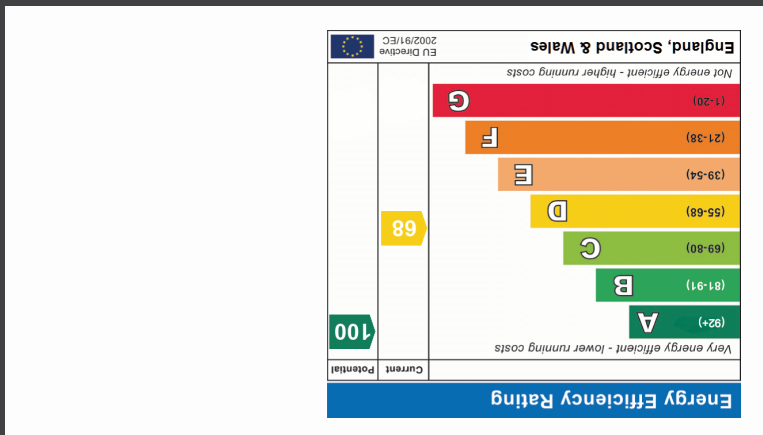 Energy Efficiency Rating
Current Potential
Very energy efficient - lower running costs
(92+) A
100
(81-91) B
(69-80) C
(55-68) D
68
(39-54) E
(21-38) F
(1-20) G
Not energy efficient - higher running costs
England, Scotland & Wales
EU Directive
2002/91/EC